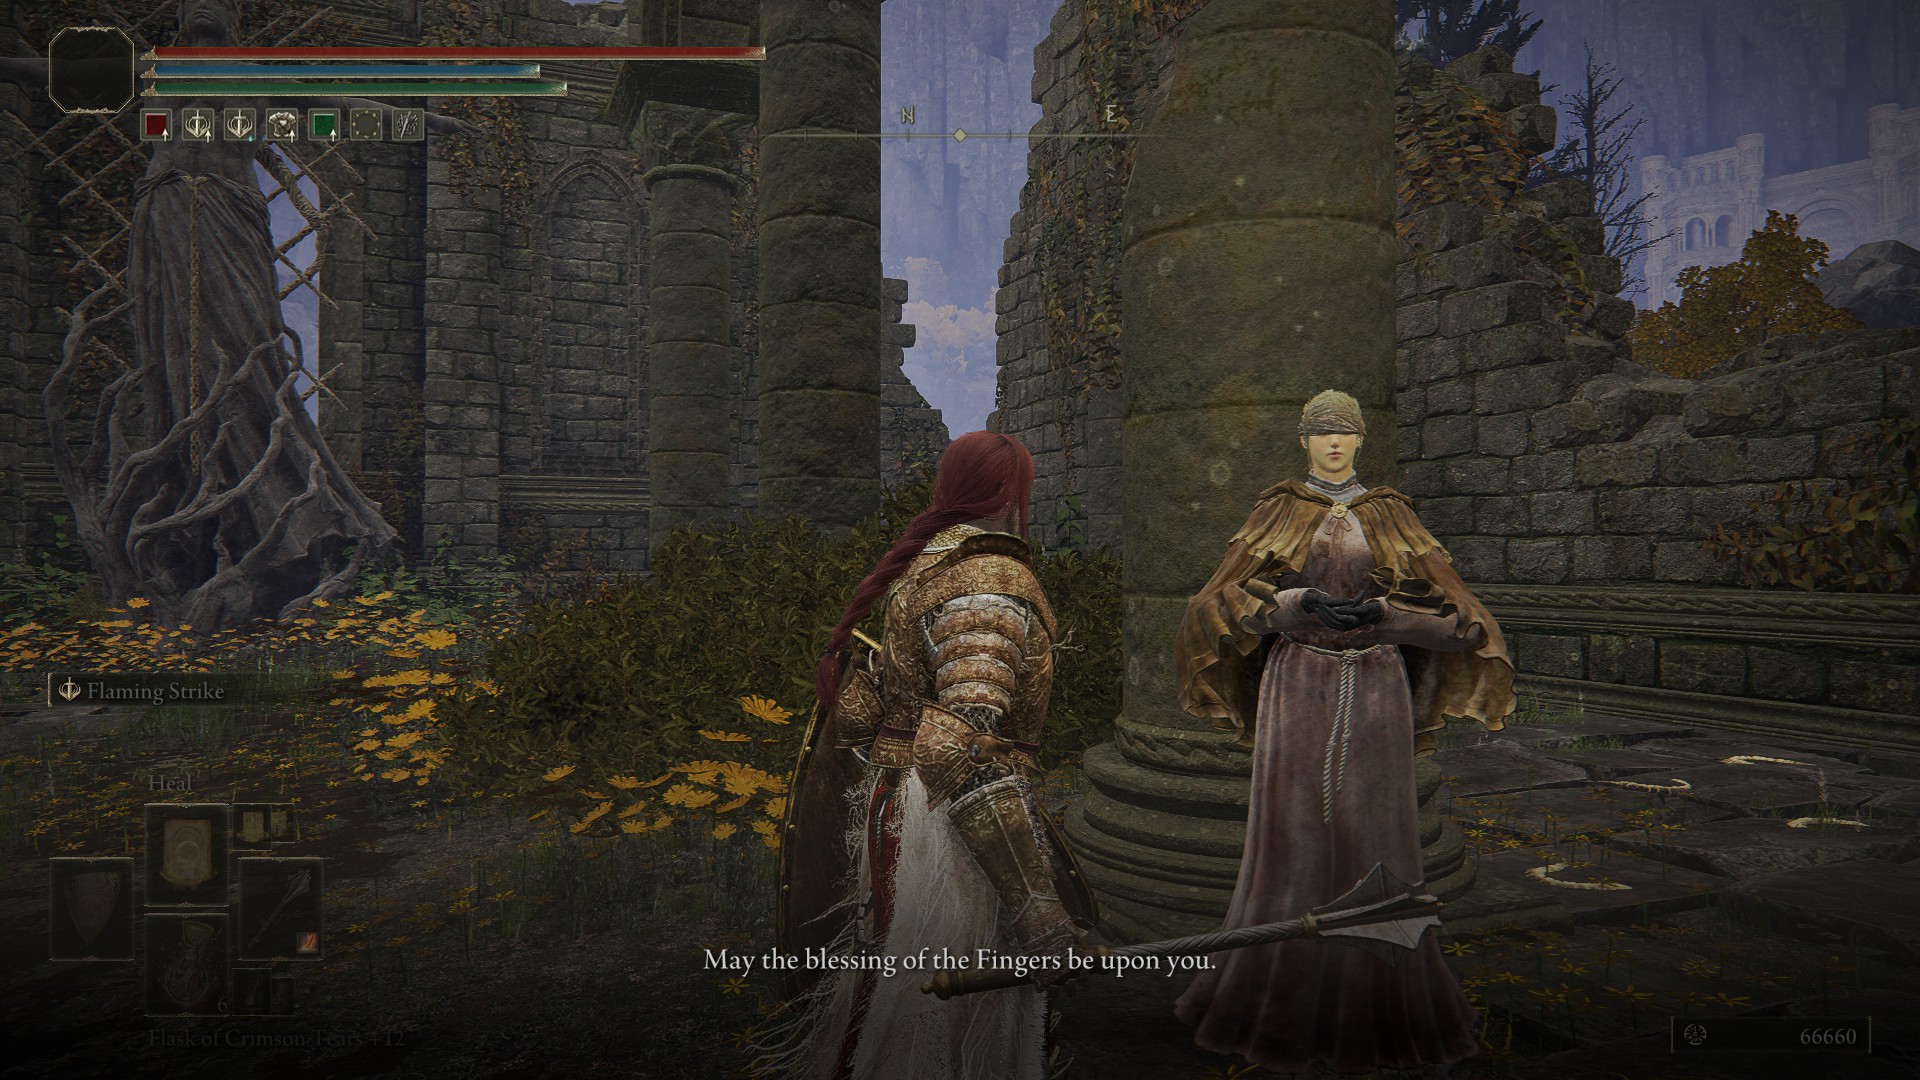 N
E
Flaming Strike
Heal
May the blessing of the Fingers be upon you.
6
Flask of Crimson Tears +12
66660